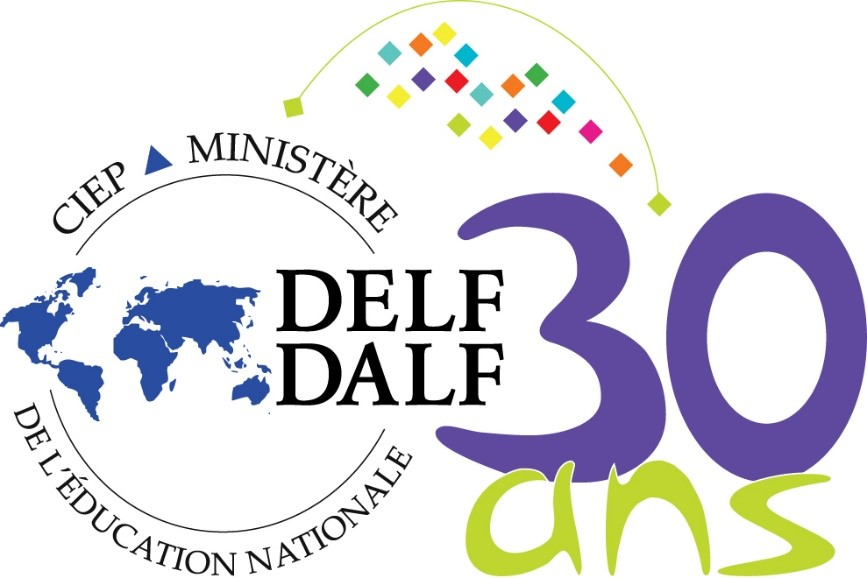 CIEP MINISTÈRE
DELF
DALF
DE L'ÉDUCATION NATIONALE
30
ans